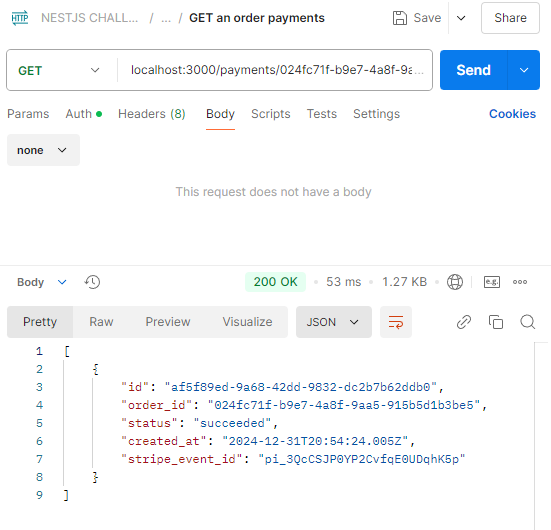 HTTP NESTJS CHALL... / ... / GET an order payments Save Share
GET localhost:3000/payments/024fc71f-b9e7-4a8f-9a... Send
Params Auth Headers (8) Body Scripts Tests Settings Cookies
none
This request does not have a body
Body 200 OK 53 ms 1.27 KB e.g.
Pretty Raw Preview Visualize JSON
1 [
2 {
3 "id": "af5f89ed-9a68-42dd-9832-dc2b7b62ddb0",
4 "order_id": "024fc71f-b9e7-4a8f-9aa5-915b5d1b3be5",
5 "status": "succeeded",
6 "created_at": "2024-12-31T20:54:24.005Z",
7 "stripe_event_id": "pi_3QcCSJP0YP2CvfqE0UDqhK5p"
8 }
9 ]